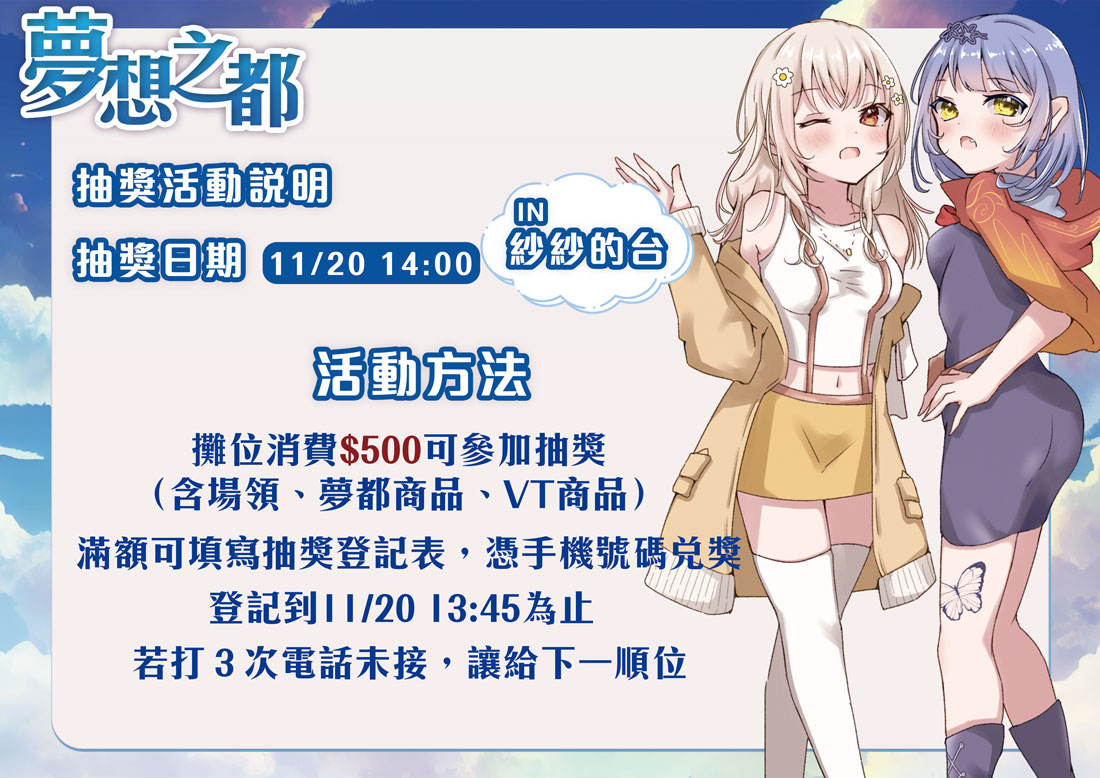 夢想之都
抽獎活動説明
抽獎日期 11/20 14:00
IN
紗紗的台
活動方法
攤位消費$500可參加抽獎
（含場領、夢都商品、VT商品）
滿額可填寫抽獎登記表，憑手機號碼兌獎
登記到11/20 13:45為止
若打3次電話未接，讓給下一順位